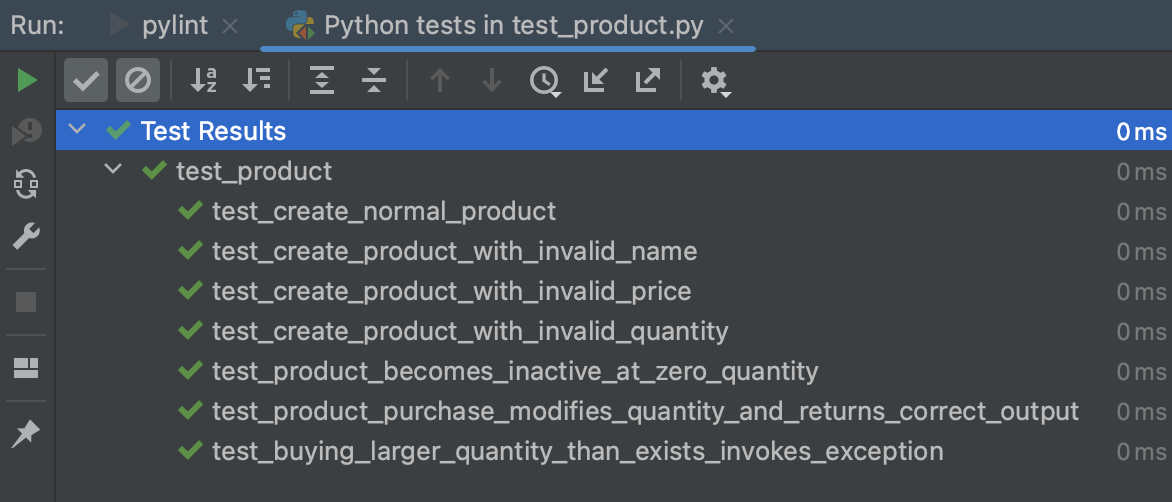 Run: pylint Python tests in test_product.py
Test Results 0 ms
test_product 0 ms
test_create_normal_product 0 ms
test_create_product_with_invalid_name 0 ms
test_create_product_with_invalid_price 0 ms
test_create_product_with_invalid_quantity 0 ms
test_product_becomes_inactive_at_zero_quantity 0 ms
test_product_purchase_modifies_quantity_and_returns_correct_output 0 ms
test_buying_larger_quantity_than_exists_invokes_exception 0 ms